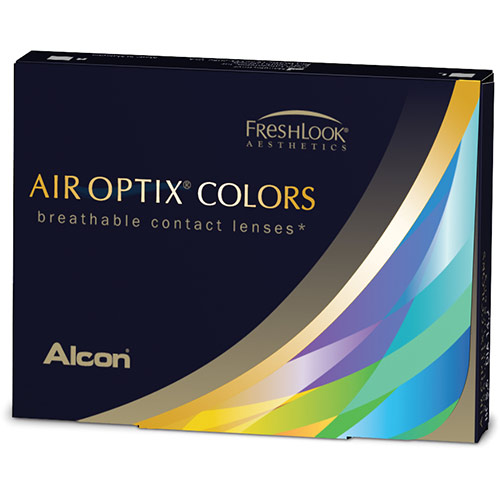 FRESHLOOK®
AESTHETICS
AIR OPTIX® COLORS
breathable contact lenses*
Alcon®